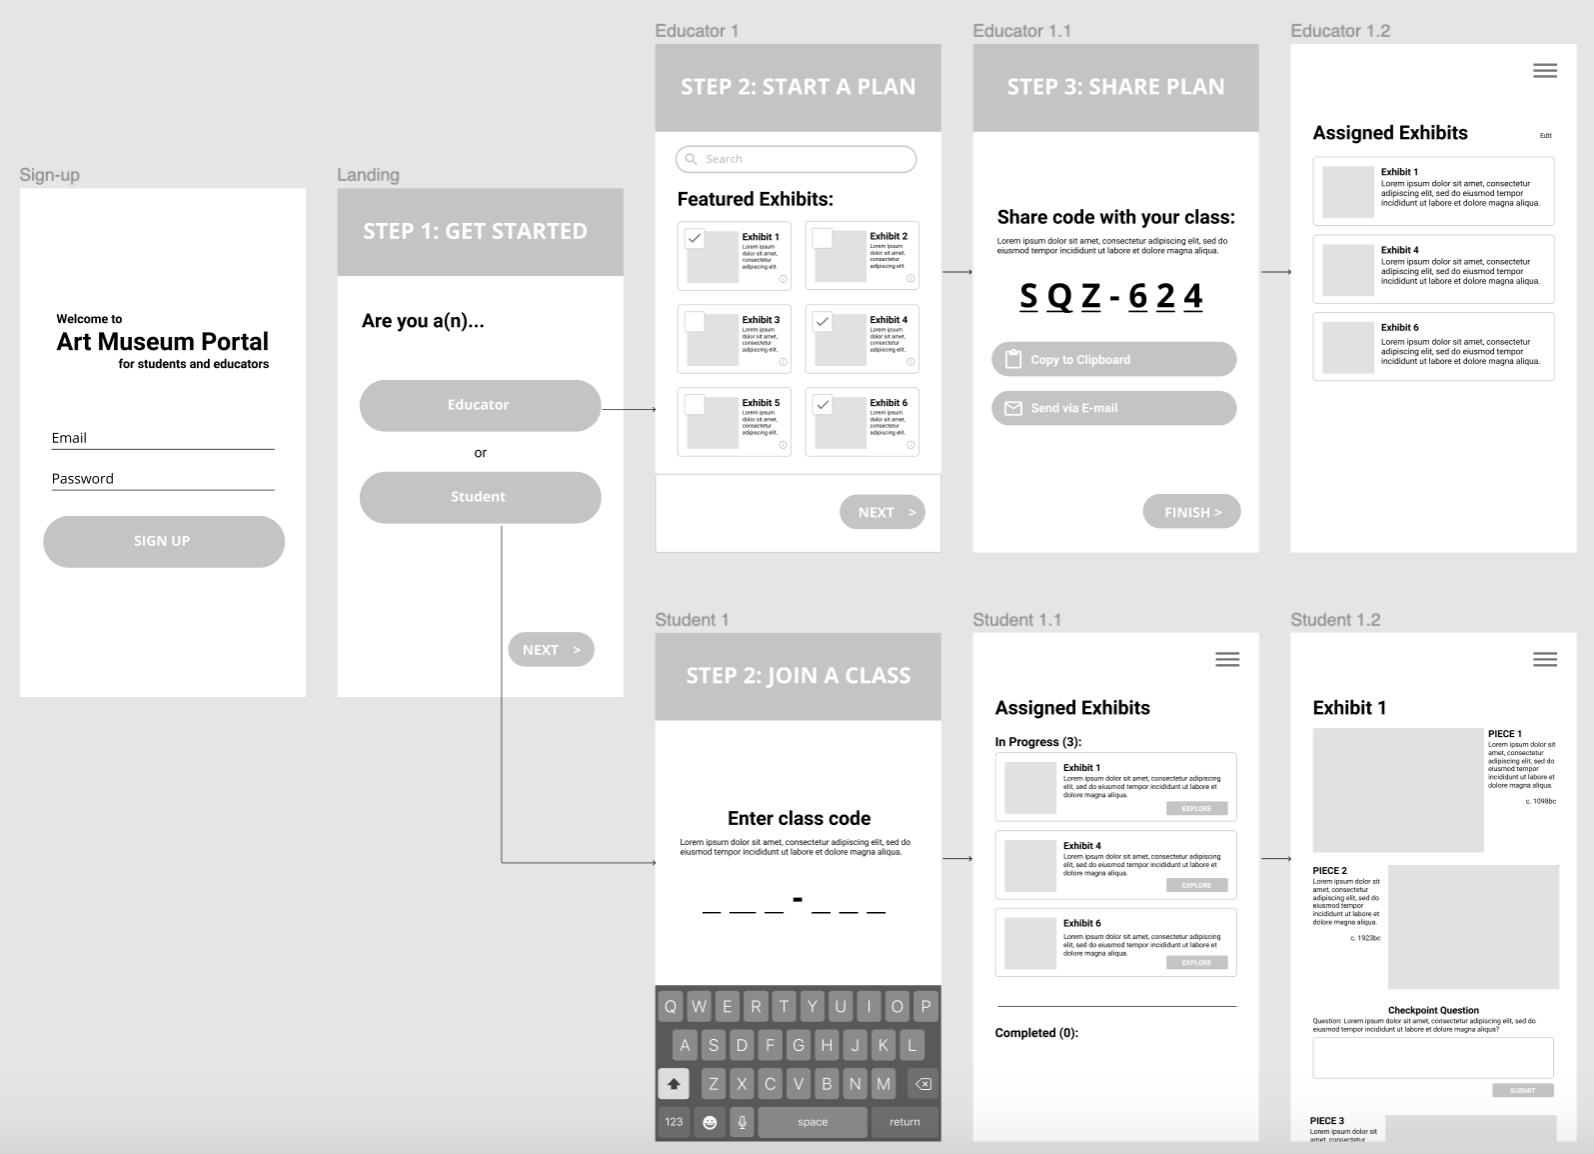 Sign-up
Welcome to
Art Museum Portal
for students and educators
Email
Password
SIGN UP
Landing
STEP 1: GET STARTED
Are you a(n)...
Educator
or
Student
NEXT >
Educator 1
STEP 2: START A PLAN
Search
Featured Exhibits:
Exhibit 1
Lorem ipsum
dolor sit amet,
consectetur
adipiscing elit.
Exhibit 2
Lorem ipsum
dolor sit amet,
consectetur
adipiscing elit.
Exhibit 3
Lorem ipsum
dolor sit amet,
consectetur
adipiscing elit.
Exhibit 4
Lorem ipsum
dolor sit amet,
consectetur
adipiscing elit.
Exhibit 5
Lorem ipsum
dolor sit amet,
consectetur
adipiscing elit.
Exhibit 6
Lorem ipsum
dolor sit amet,
consectetur
adipiscing elit.
NEXT >
Educator 1.1
STEP 3: SHARE PLAN
Share code with your class:
Lorem ipsum dolor sit amet, consectetur adipiscing elit, sed do
eiusmod tempor incididunt ut labore et dolore magna aliqua.
SQZ-624
Copy to Clipboard
Send via E-mail
FINISH >
Educator 1.2
Assigned Exhibits
Edit
Exhibit 1
Lorem ipsum dolor sit amet, consectetur
adipiscing elit, sed do eiusmod tempor
incididunt ut labore et dolore magna aliqua.
Exhibit 4
Lorem ipsum dolor sit amet, consectetur
adipiscing elit, sed do eiusmod tempor
incididunt ut labore et dolore magna aliqua.
Exhibit 6
Lorem ipsum dolor sit amet, consectetur
adipiscing elit, sed do eiusmod tempor
incididunt ut labore et dolore magna aliqua.
Student 1
STEP 2: JOIN A CLASS
Enter class code
Lorem ipsum dolor sit amet, consectetur adipiscing elit, sed do
eiusmod tempor incididunt ut labore et dolore magna aliqua.
_ _ _ - _ _ _
Q W E R T Y U I O P
A S D F G H J K L
Z X C V B N M
123 space return
Student 1.1
Assigned Exhibits
In Progress (3):
Exhibit 1
Lorem ipsum dolor sit amet, consectetur adipiscing
elit, sed do eiusmod tempor incididunt ut labore et
dolore magna aliqua.
EXPLORE
Exhibit 4
Lorem ipsum dolor sit amet, consectetur adipiscing
elit, sed do eiusmod tempor incididunt ut labore et
dolore magna aliqua.
EXPLORE
Exhibit 6
Lorem ipsum dolor sit amet, consectetur adipiscing
elit, sed do eiusmod tempor incididunt ut labore et
dolore magna aliqua.
EXPLORE
Completed (0):
Student 1.2
Exhibit 1
PIECE 1
Lorem ipsum dolor sit
amet, consectetur
adipiscing elit, sed do
eiusmod tempor
incididunt ut labore et
dolore magna aliqua.
c. 1098bc
PIECE 2
Lorem ipsum dolor sit
amet, consectetur
adipiscing elit, sed do
eiusmod tempor
incididunt ut labore et
dolore magna aliqua.
c. 1923bc
Checkpoint Question
Question: Lorem ipsum dolor sit amet, consectetur adipiscing elit, sed do
eiusmod tempor incididunt ut labore et dolore magna aliqua?
SUBMIT
PIECE 3
Lorem ipsum dolor sit
amet, consectetur